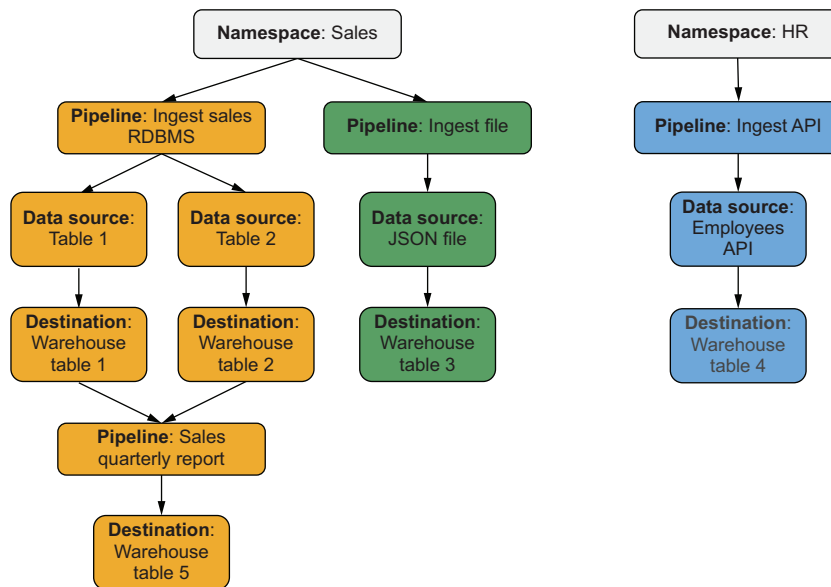 Namespace: Sales
Namespace: HR
Pipeline: Ingest sales
RDBMS
Pipeline: Ingest file
Pipeline: Ingest API
Data source:
Table 1
Data source:
Table 2
Data source:
JSON file
Data source:
Employees
API
Destination:
Warehouse
table 1
Destination:
Warehouse
table 2
Destination:
Warehouse
table 3
Destination:
Warehouse
table 4
Pipeline: Sales
quarterly report
Destination:
Warehouse
table 5